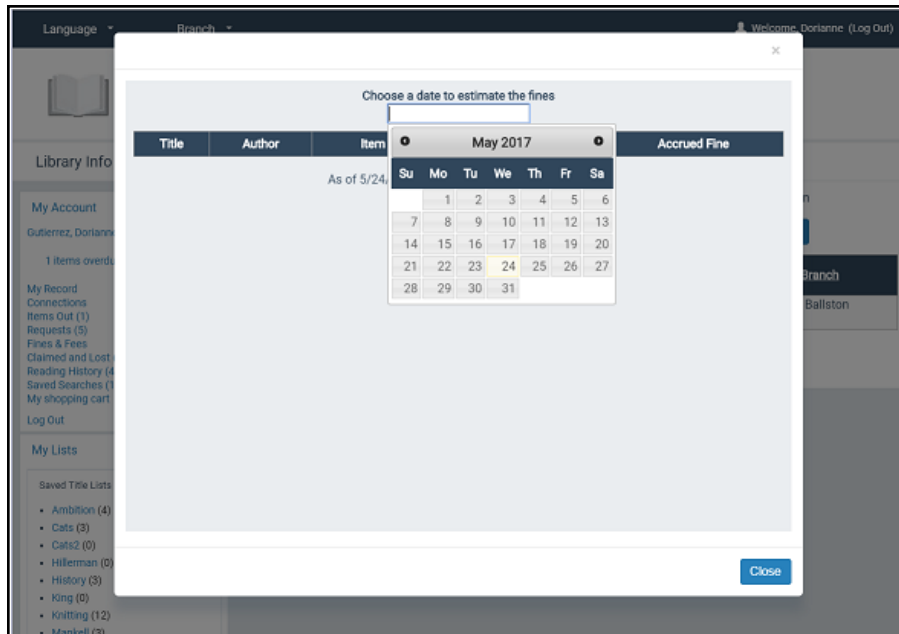 Language Branch Welcome, Dorianne (Log Out)
×
Choose a date to estimate the fines
Title Author Item Accrued Fine
May 2017
Su Mo Tu We Th Fr Sa
1 2 3 4 5 6
7 8 9 10 11 12 13
14 15 16 17 18 19 20
21 22 23 24 25 26 27
28 29 30 31
As of 5/24/
Library Info
My Account
Gutierrez, Dorianne
1 items overdu
My Record
Connections
Items Out (1)
Requests (5)
Fines & Fees
Claimed and Lost
Reading History (4
Saved Searches (1
My shopping cart
Log Out
n
Branch
Ballston
My Lists
Saved Title Lists
Ambition (4)
Cats (3)
Cats2 (0)
Hillerman (0)
History (3)
King (0)
Knitting (12)
Mankell (3)
Close